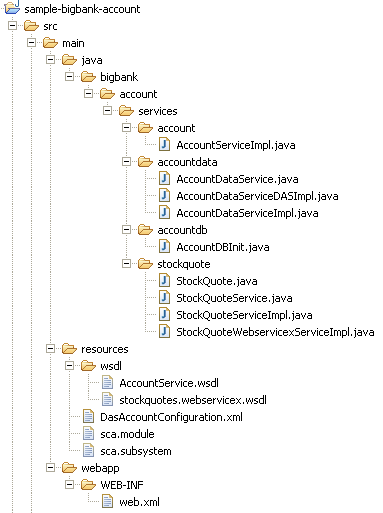 sample-bigbank-account
src
main
java
bigbank
account
services
account
AccountServiceImpl.java
accountdata
AccountDataService.java
AccountDataServiceDASImpl.java
AccountDataServiceImpl.java
accountdb
AccountDBInit.java
stockquote
StockQuote.java
StockQuoteService.java
StockQuoteServiceImpl.java
StockQuoteWebservicexServiceImpl.java
resources
wsdl
AccountService.wsdl
stockquotes.webservicex.wsdl
DasAccountConfiguration.xml
sca.module
sca.subsystem
webapp
WEB-INF
web.xml